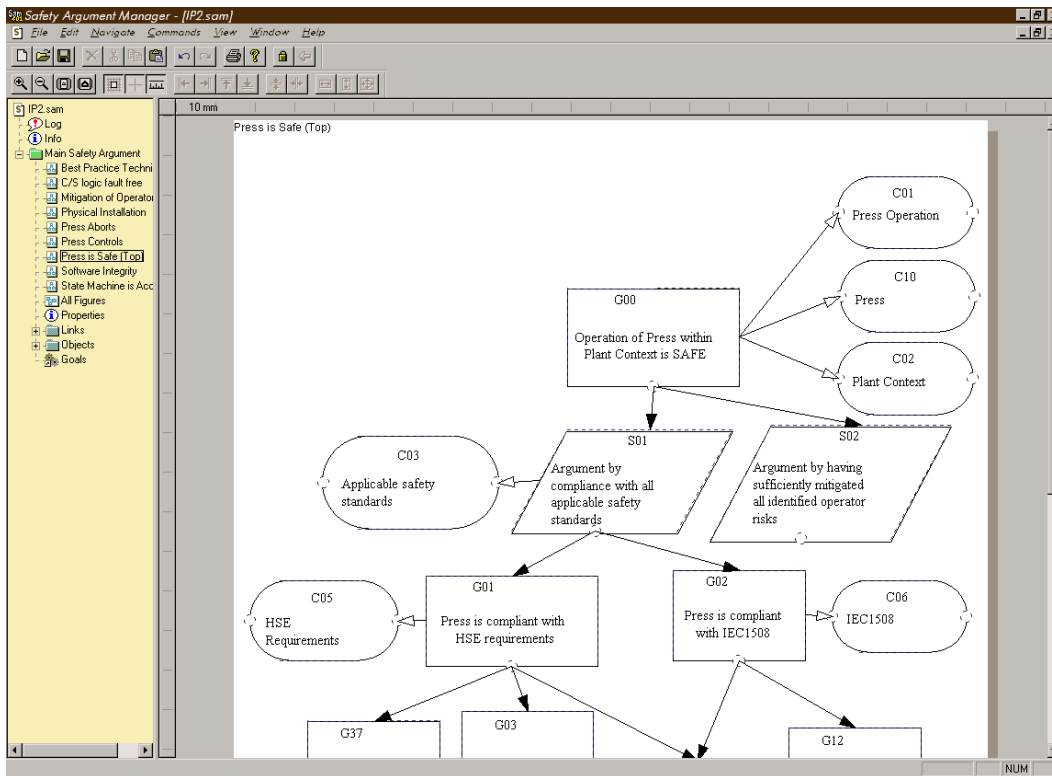 Safety Argument Manager - [IP2.sam]
File Edit Navigate Commands View Window Help
10 mm
IP2.sam
Log
Info
Main Safety Argument
Best Practice Techni
C/S logic fault free
Mitigation of Operator
Physical Installation
Press Aborts
Press Controls
Press is Safe (Top)
Software Integrity
State Machine is Acc
All Figures
Properties
Links
Objects
Goals
Press is Safe (Top)
C01
Press Operation
C10
Press
G00
Operation of Press within
Plant Context is SAFE
C02
Plant Context
C03
Applicable safety
standards
S01
Argument by
compliance with all
applicable safety
standards
S02
Argument by having
sufficiently mitigated
all identified operator
risks
C05
HSE
Requirements
G01
Press is compliant with
HSE requirements
G02
Press is compliant
with IEC1508
C06
IEC1508
G37
G03
G12
NUM